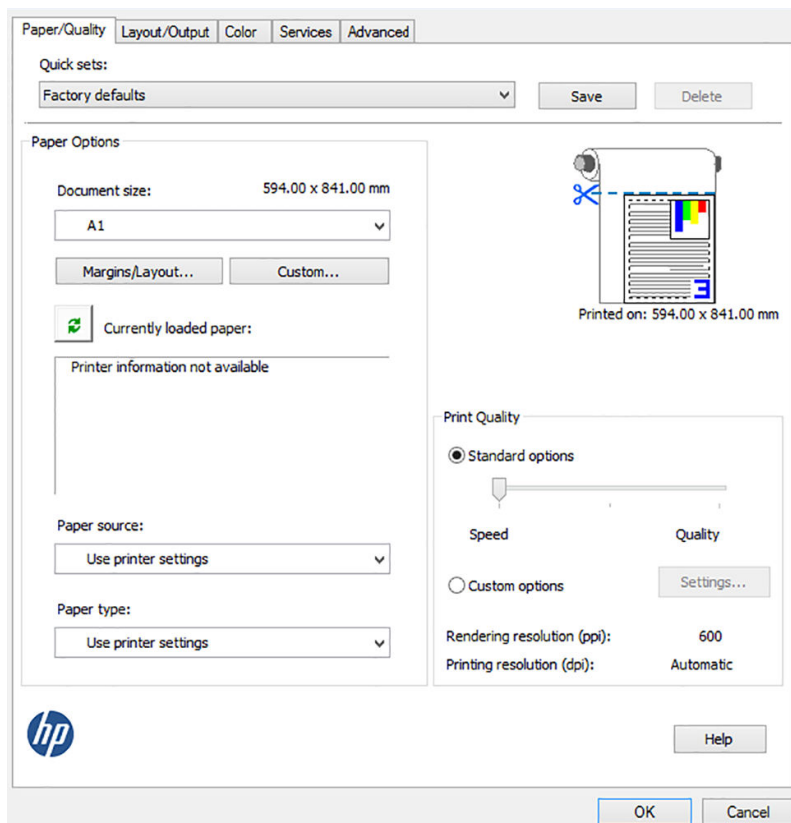 Paper/Quality Layout/Output Color Services Advanced
Quick sets:
Factory defaults
Save
Delete
Paper Options
Document size: 594.00 x 841.00 mm
A1
Margins/Layout...
Custom...
Currently loaded paper:
Printer information not available
Paper source:
Use printer settings
Paper type:
Use printer settings
Printed on: 594.00 x 841.00 mm
Print Quality
Standard options
Speed Quality
Custom options
Settings...
Rendering resolution (ppi): 600
Printing resolution (dpi): Automatic
hp
Help
OK
Cancel